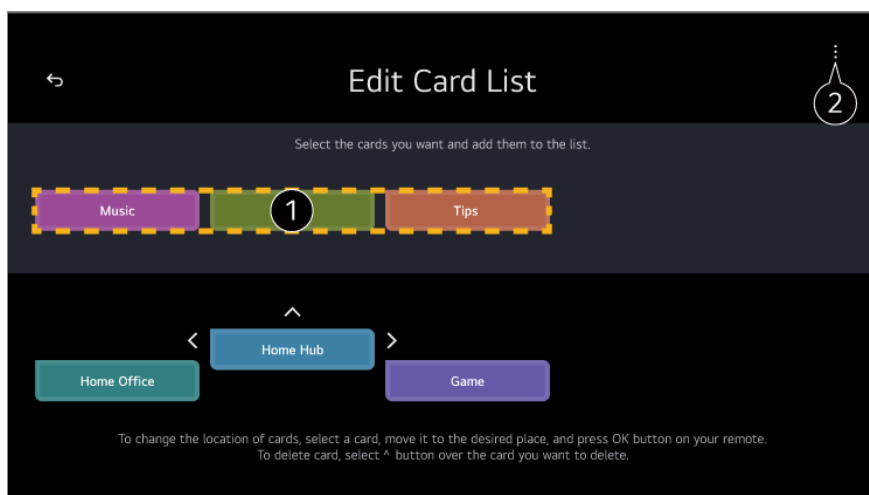 Edit Card List
2
Select the cards you want and add them to the list.
Music
1
Tips
Home Hub
Home Office
Game
To change the location of cards, select a card, move it to the desired place, and press OK button on your remote.
To delete card, select ^ button over the card you want to delete.